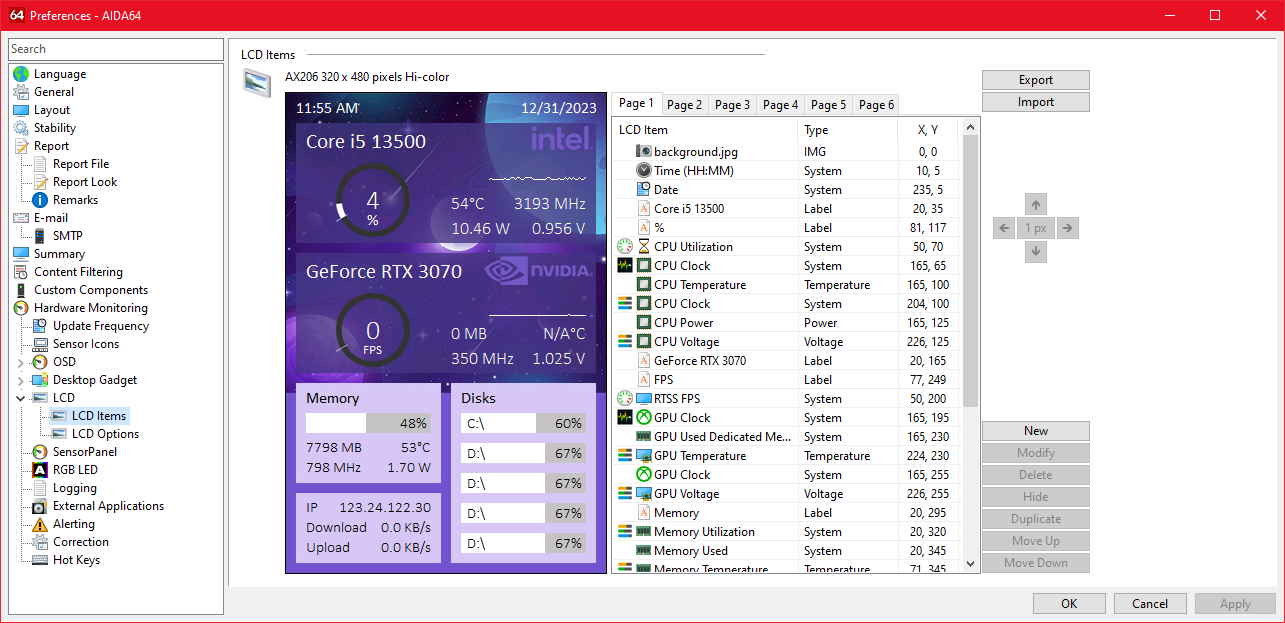 64 Preferences - AIDA64
Search
Language
General
Layout
Stability
Report
Report File
Report Look
Remarks
E-mail
SMTP
Summary
Content Filtering
Custom Components
Hardware Monitoring
Update Frequency
Sensor Icons
OSD
Desktop Gadget
LCD
LCD Items
LCD Options
SensorPanel
RGB LED
Logging
External Applications
Alerting
Correction
Hot Keys
LCD Items
AX206 320 x 480 pixels Hi-color
11:55 AM 12/31/2023
Core i5 13500 intel.
4
%
54°C 3193 MHz
10.46 W 0.956 V
GeForce RTX 3070 NVIDIA.
0
FPS
0 MB N/A°C
350 MHz 1.025 V
Memory
48%
7798 MB 53°C
798 MHz 1.70 W
IP 123.24.122.30
Download 0.0 KB/s
Upload 0.0 KB/s
Disks
C:\ 60%
D:\ 67%
D:\ 67%
D:\ 67%
D:\ 67%
Page 1 Page 2 Page 3 Page 4 Page 5 Page 6
LCD Item Type X, Y
background.jpg IMG 0, 0
Time (HH:MM) System 10, 5
Date System 235, 5
A Core i5 13500 Label 20, 35
A % Label 81, 117
CPU Utilization System 50, 70
CPU Clock System 165, 65
CPU Temperature Temperature 165, 100
CPU Clock System 204, 100
CPU Power Power 165, 125
CPU Voltage Voltage 226, 125
A GeForce RTX 3070 Label 20, 165
A FPS Label 77, 249
RTSS FPS System 50, 200
GPU Clock System 165, 195
GPU Used Dedicated Me... System 165, 230
GPU Temperature Temperature 224, 230
GPU Clock System 165, 255
GPU Voltage Voltage 226, 255
A Memory Label 20, 295
Memory Utilization System 20, 320
Memory Used System 20, 345
Memory Temperature Temperature 71, 345
Export
Import
1 px
New
Modify
Delete
Hide
Duplicate
Move Up
Move Down
OK Cancel Apply